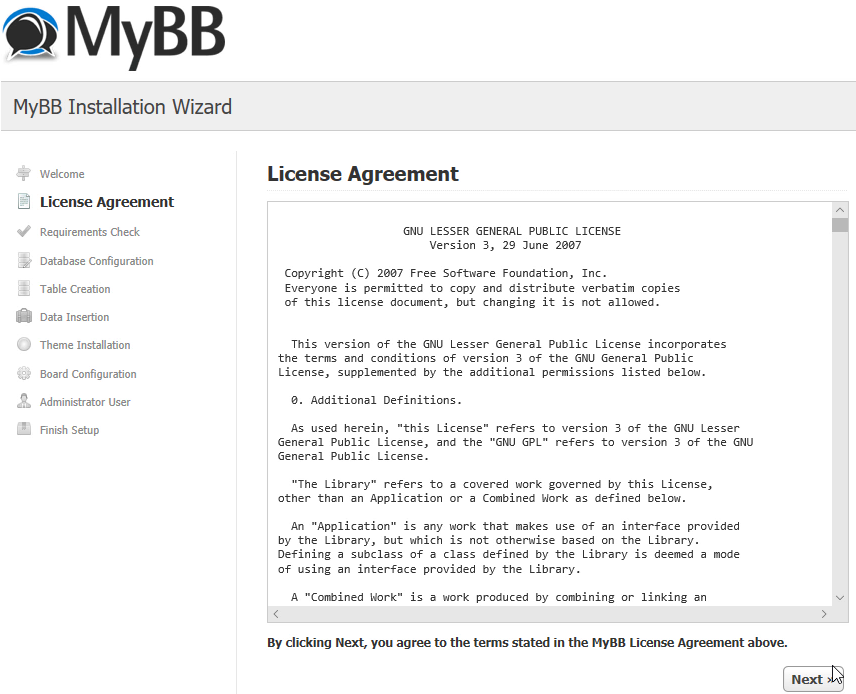 MyBB
MyBB Installation Wizard
Welcome
License Agreement
Requirements Check
Database Configuration
Table Creation
Data Insertion
Theme Installation
Board Configuration
Administrator User
Finish Setup
License Agreement
GNU LESSER GENERAL PUBLIC LICENSE
Version 3, 29 June 2007
Copyright (C) 2007 Free Software Foundation, Inc.
Everyone is permitted to copy and distribute verbatim copies
of this license document, but changing it is not allowed.
This version of the GNU Lesser General Public License incorporates
the terms and conditions of version 3 of the GNU General Public
License, supplemented by the additional permissions listed below.
0. Additional Definitions.
As used herein, "this License" refers to version 3 of the GNU Lesser
General Public License, and the "GNU GPL" refers to version 3 of the GNU
General Public License.
"The Library" refers to a covered work governed by this License,
other than an Application or a Combined Work as defined below.
An "Application" is any work that makes use of an interface provided
by the Library, but which is not otherwise based on the Library.
Defining a subclass of a class defined by the Library is deemed a mode
of using an interface provided by the Library.
A "Combined Work" is a work produced by combining or linking an
By clicking Next, you agree to the terms stated in the MyBB License Agreement above.
Next »